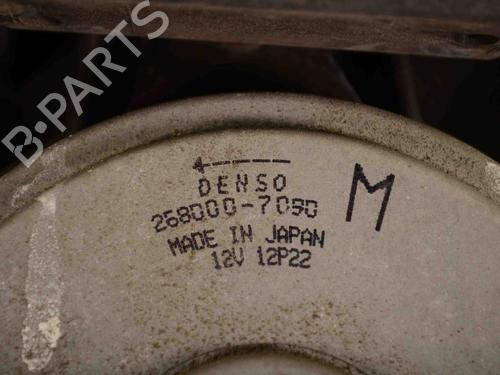 B-PARTS
DENSO
268000-7090
M
MADE IN JAPAN
12V 12P22